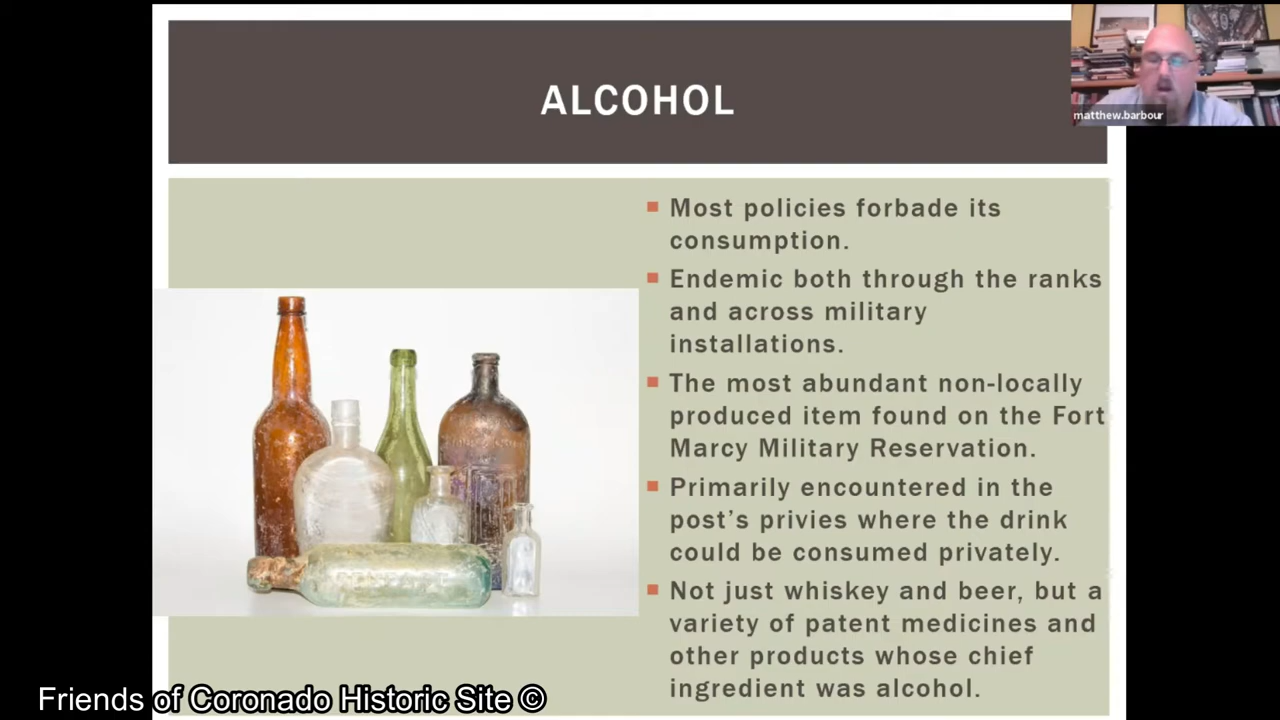 ALCOHOL
matthew.barbour
Most policies forbade its
consumption.
Endemic both through the ranks
and across military
installations.
The most abundant non-locally
produced item found on the Fort
Marcy Military Reservation.
Primarily encountered in the
post’s privies where the drink
could be consumed privately.
Not just whiskey and beer, but a
variety of patent medicines and
other products whose chief
ingredient was alcohol.
Friends of Coronado Historic Site ©